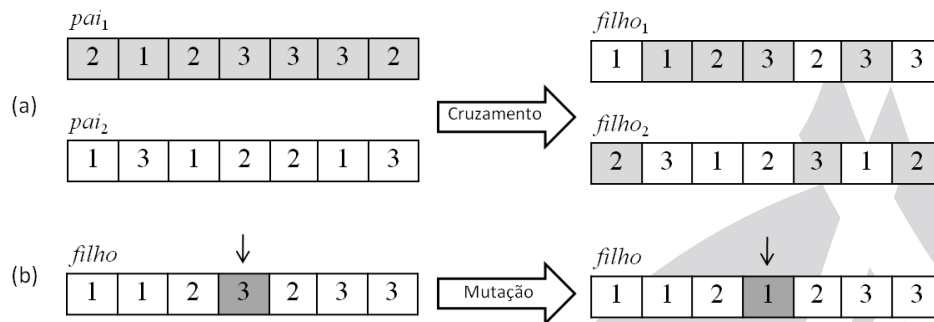 pai1 filho1
2 1 2 3 3 3 2
1 1 2 3 2 3 3
(a)
Cruzamento
pai2 filho2
1 3 1 2 2 1 3
2 3 1 2 3 1 2
filho filho
(b)
1 1 2 3 2 3 3
Mutação
1 1 2 1 2 3 3